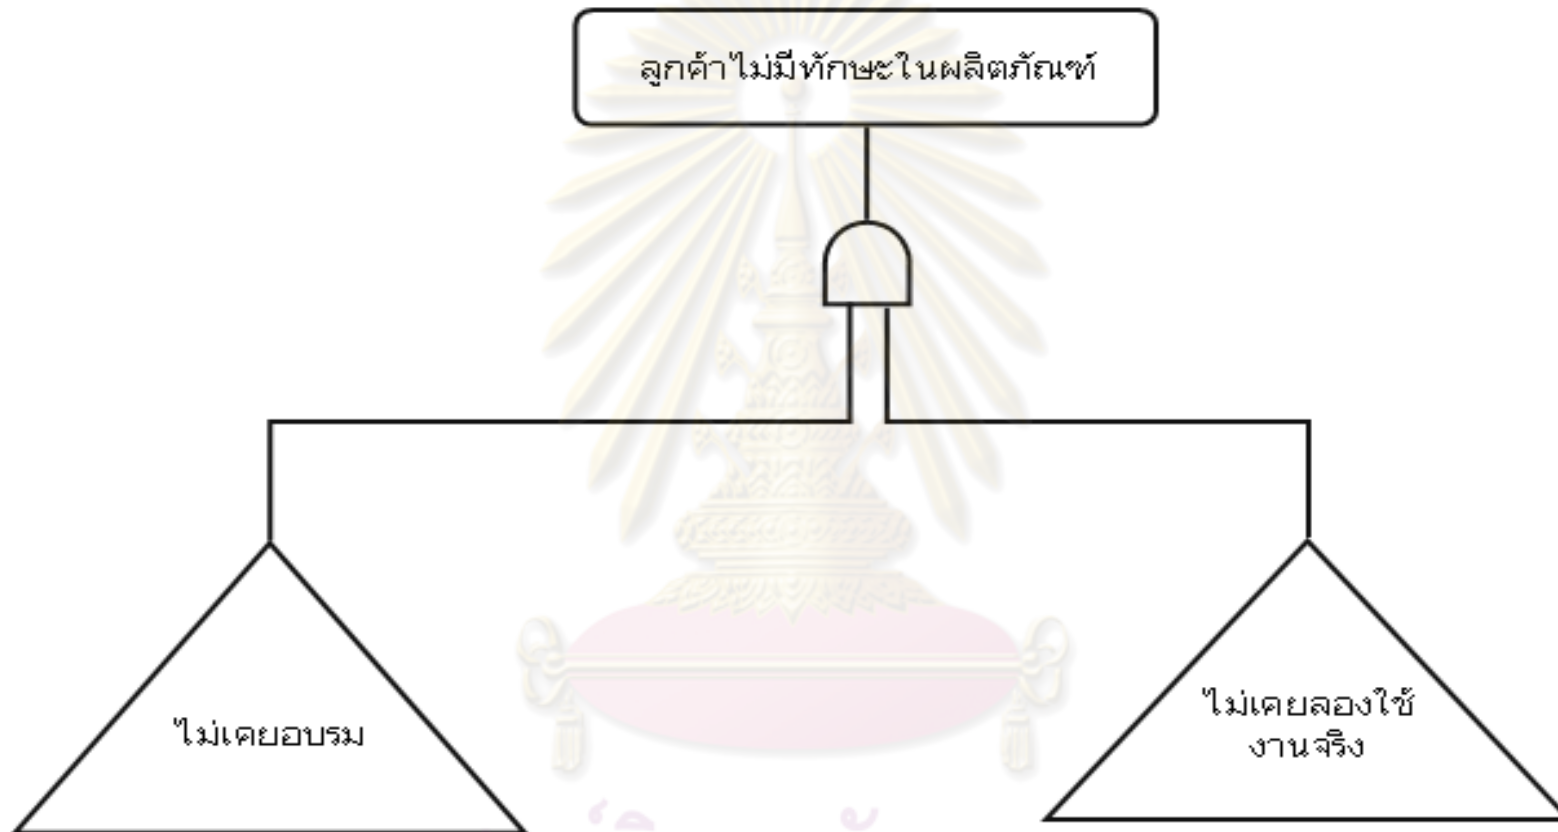 ลูกค้าไม่มีทักษะในผลิตภัณฑ์
ไม่เคยอบรม
ไม่เคยลองใช้
งานจริง